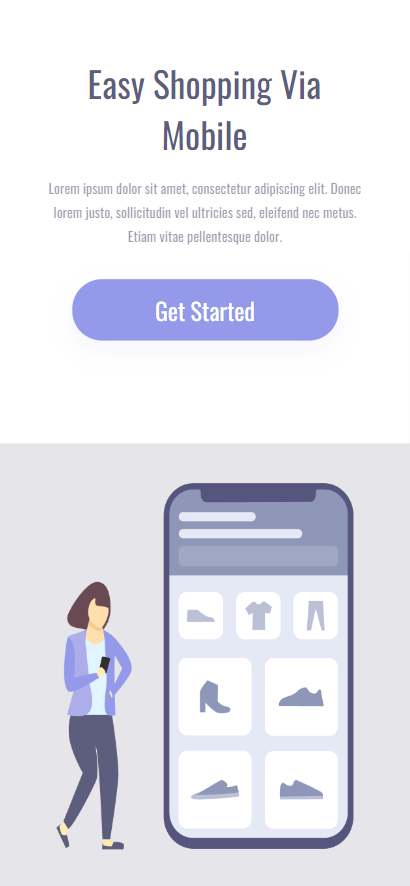 Easy Shopping Via
Mobile
Lorem ipsum dolor sit amet, consectetur adipiscing elit. Donec
lorem justo, sollicitudin vel ultricies sed, eleifend nec metus.
Etiam vitae pellentesque dolor.
Get Started